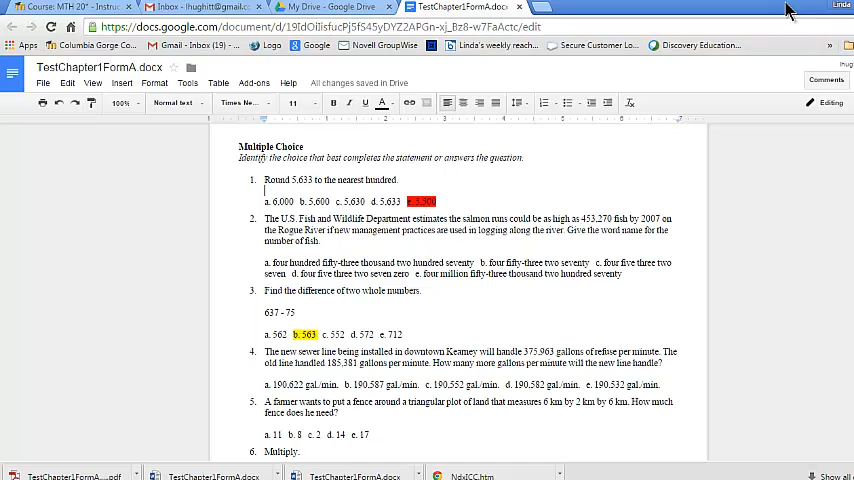 Course: MTH 20* - Instruc
Inbox - lhughitt@gmail.c
My Drive - Google Drive
TestChapter1FormA.docx
Linda
https://docs.google.com/document/d/19IdOiIisfucPj5fS45yDYZ2APGn-xj_Bz8-w7FaActc/edit
Apps
Columbia Gorge Co...
Gmail - Inbox (19) - ...
Logo
Google
Novell GroupWise
Linda's weekly reach...
Secure Customer Lo...
Discovery Education...
TestChapter1FormA.docx
lhug
File Edit View Insert Format Tools Table Add-ons Help All changes saved in Drive
Comments
100% Normal text Times Ne... 11 B I U A Editing
1 1 2 3 4 5 6 7
Multiple Choice
Identify the choice that best completes the statement or answers the question.
1. Round 5,633 to the nearest hundred.
a. 6,000 b. 5,600 c. 5,630 d. 5,633 e. 5,500
2. The U.S. Fish and Wildlife Department estimates the salmon runs could be as high as 453,270 fish by 2007 on
the Rogue River if new management practices are used in logging along the river. Give the word name for the
number of fish.
a. four hundred fifty-three thousand two hundred seventy b. four fifty-three two seventy c. four five three two
seven d. four five three two seven zero e. four million fifty-three thousand two hundred seventy
3. Find the difference of two whole numbers.
637 - 75
a. 562 b. 563 c. 552 d. 572 e. 712
4. The new sewer line being installed in downtown Kearney will handle 375,963 gallons of refuse per minute. The
old line handled 185,381 gallons per minute. How many more gallons per minute will the new line handle?
a. 190,622 gal./min. b. 190,587 gal./min. c. 190,552 gal./min. d. 190,582 gal./min. e. 190,532 gal./min.
5. A farmer wants to put a fence around a triangular plot of land that measures 6 km by 2 km by 6 km. How much
fence does he need?
a. 11 b. 8 c. 2 d. 14 e. 17
6. Multiply.
TestChapter1FormA....pdf
TestChapter1FormA.docx
TestChapter1FormA.docx
NdxICC.htm
Show all